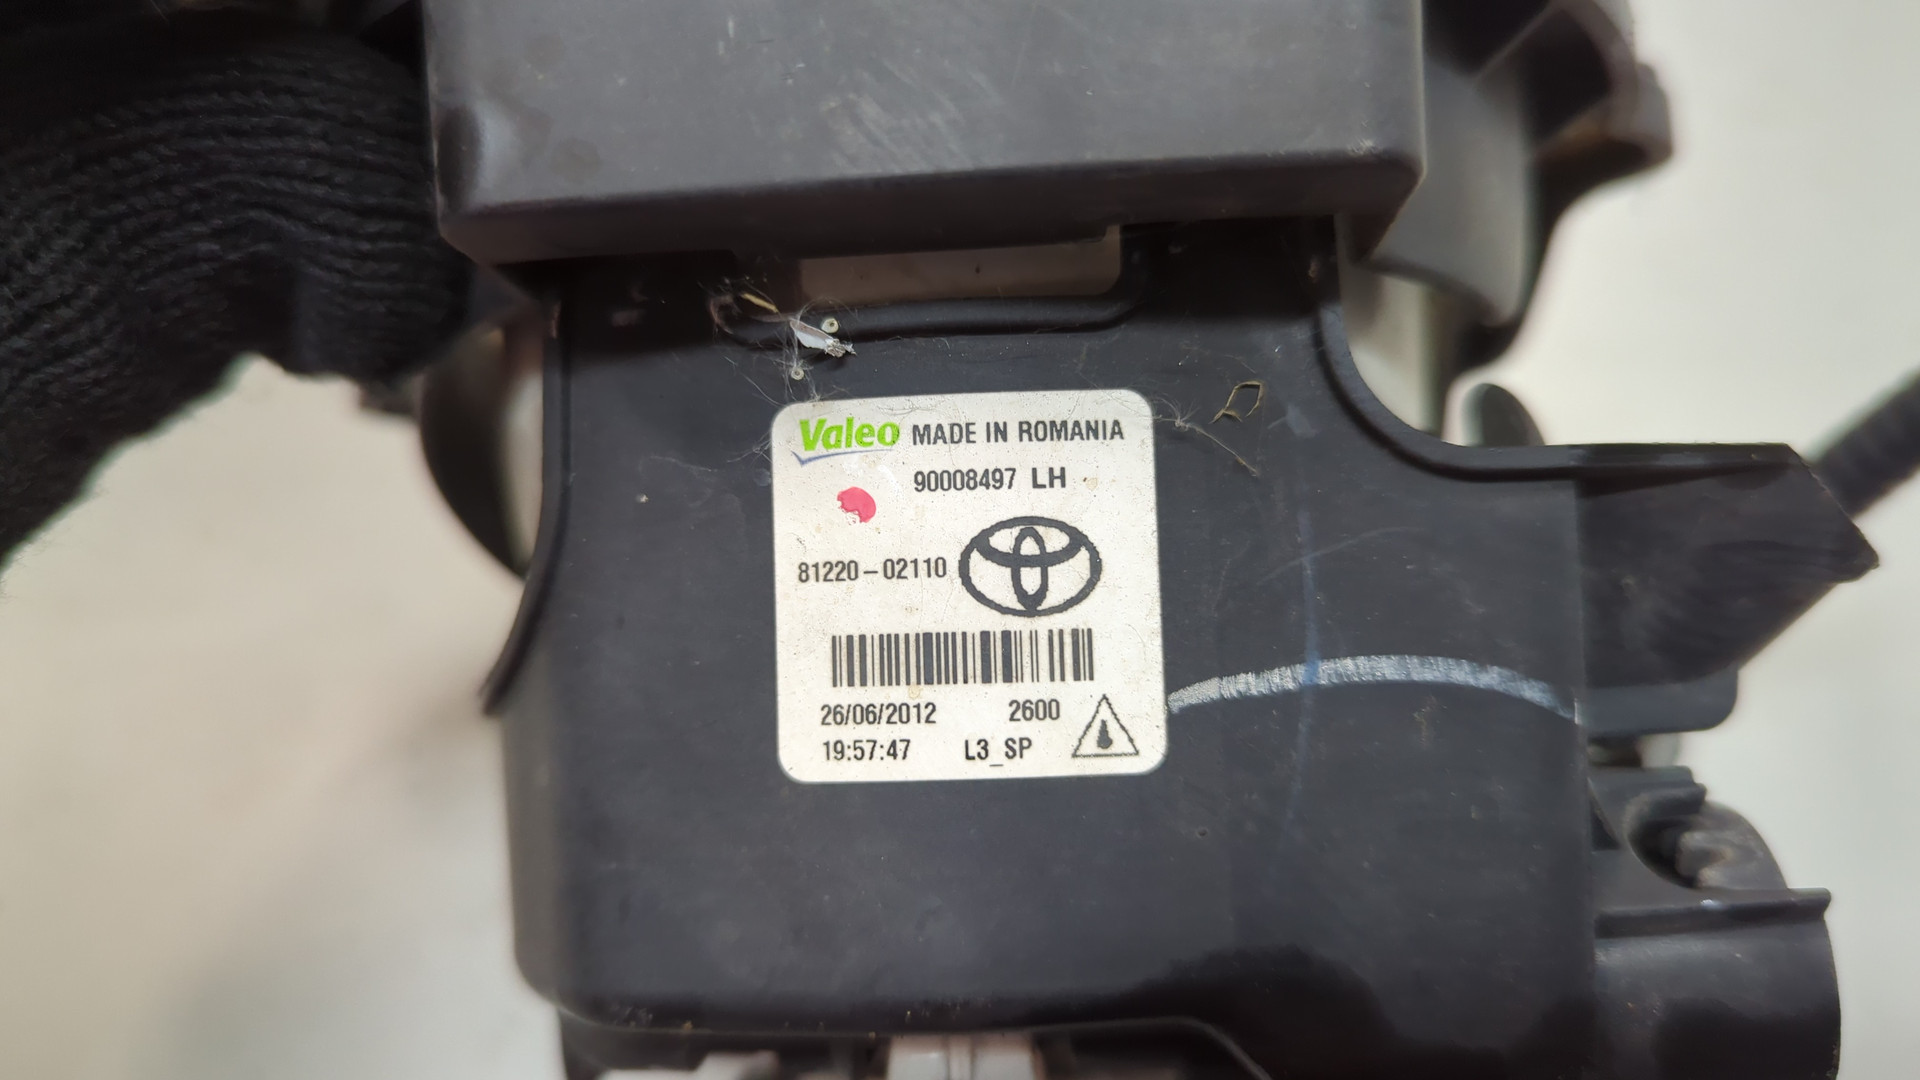 Valeo MADE IN ROMANIA
90008497 LH
81220-02110
26/06/2012 2600
19:57:47 L3_SP